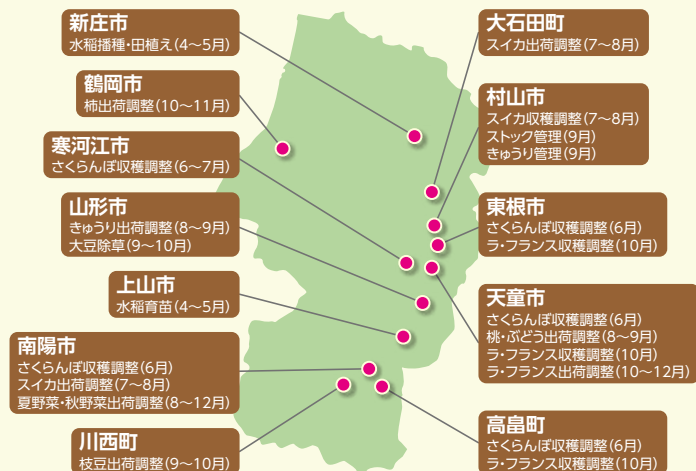 新庄市
水稲播種・田植え(4〜5月)
鶴岡市
柿出荷調整(10〜11月)
寒河江市
さくらんぼ収穫調整(6〜7月)
山形市
きゅうり出荷調整(8〜9月)
大豆除草(9〜10月)
上山市
水稲育苗(4〜5月)
南陽市
さくらんぼ収穫調整(6月)
スイカ出荷調整(7〜8月)
夏野菜・秋野菜出荷調整(8〜12月)
川西町
枝豆出荷調整(9〜10月)
大石田町
スイカ出荷調整(7〜8月)
村山市
スイカ収穫調整(7〜8月)
ストック管理(9月)
きゅうり管理(9月)
東根市
さくらんぼ収穫調整(6月)
ラ・フランス収穫調整(10月)
天童市
さくらんぼ収穫調整(6月)
桃・ぶどう出荷調整(8〜9月)
ラ・フランス収穫調整(10月)
ラ・フランス出荷調整(10〜12月)
高畠町
さくらんぼ収穫調整(6月)
ラ・フランス収穫調整(10月)